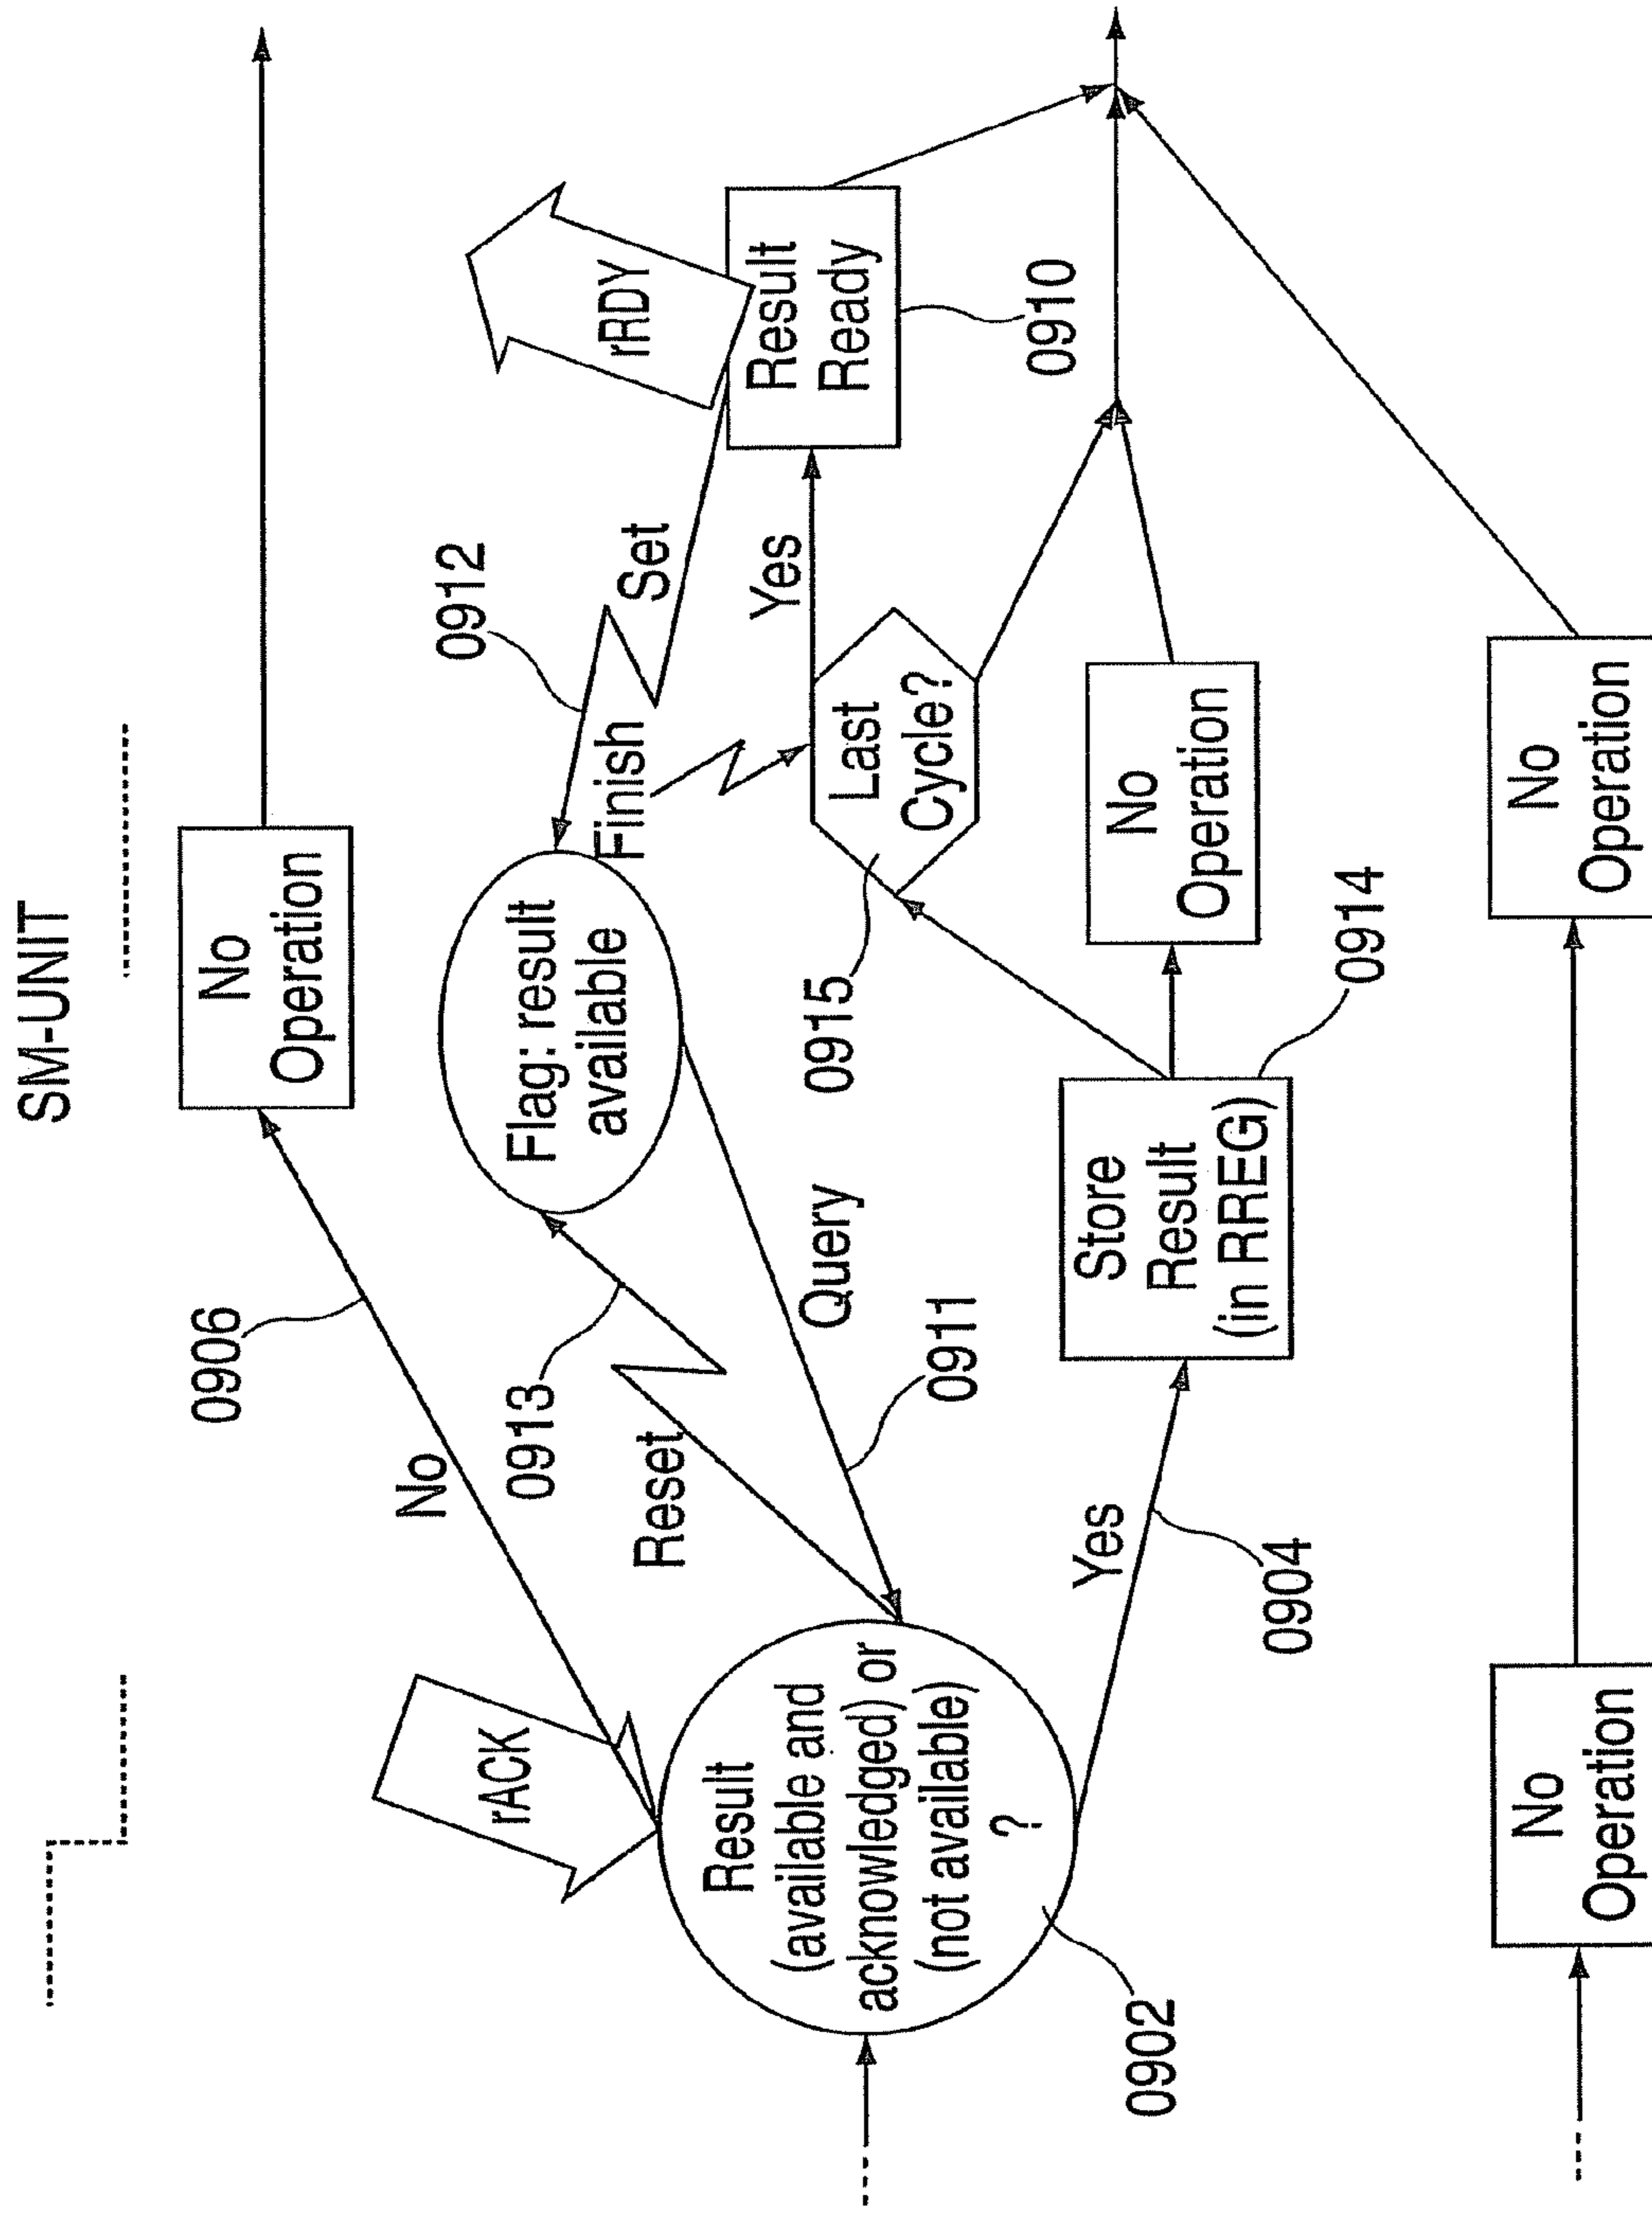 SM-UNIT
0906
No
No
Operation
rACK
0913
Reset
Flag: result
available
0912
Set
Finish
rRDY
Result
(available and
acknowledged) or
(not available)
?
0902
Query
0911
0915
Last
Cycle?
Yes
Result
Ready
0910
Yes
0904
Store
Result
(in RREG)
0914
No
Operation
No
Operation
No
Operation